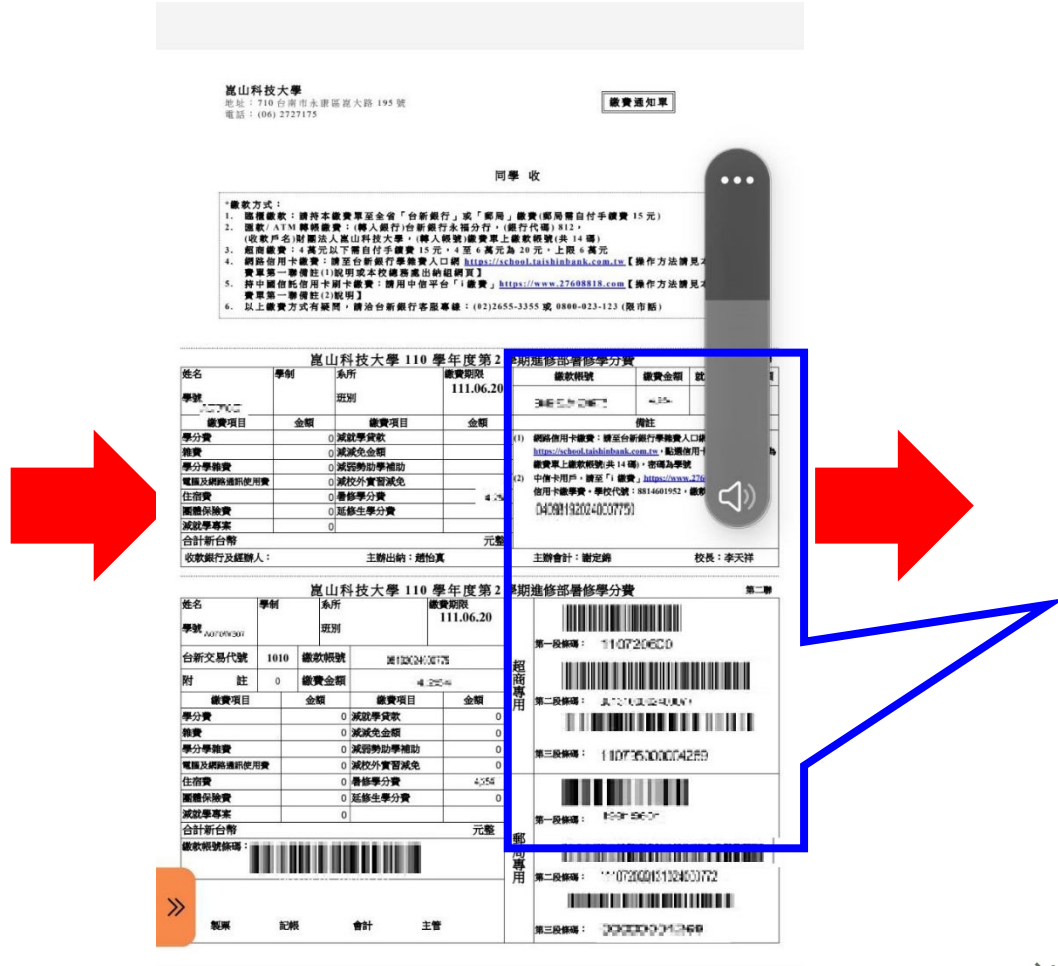 崑山科技大學
地址：710 台南市永康區崑大路 195 號
電話：(06) 2727175
繳費通知單
同學 收
*繳款方式：
1. 臨櫃繳款：請持本繳費單至全省「台新銀行」或「郵局」繳費(郵局需自付手續費 15 元)
2. 匯款/ATM 轉帳繳費：(轉入銀行)台新銀行永福分行，(銀行代碼) 812，
(收款戶名)財團法人崑山科技大學，(轉入帳號)繳費單上繳款帳號(共 14 碼)
3. 超商繳費：4 萬元以下需自付手續費 15 元，4 至 6 萬元為 20 元，上限 6 萬元
4. 網路信用卡繳費：請至台新銀行學雜費入口網 https://school.taishinbank.com.tw【操作方法請見
費單第一聯備註(1)說明或本校總務處出納組網頁】
5. 持中國信託信用卡刷卡繳費：請用中信平台「i 繳費」https://www.27608818.com【操作方法請見
費單第一聯備註(2)說明】
6. 以上繳費方式有疑問，請洽台新銀行客服專線：(02)2655-3355 或 0800-023-123 (限市話)
崑山科技大學 110 學年度第2學期進修部暑修學分費
姓名 學制 系所 繳費期限 繳款帳號 繳費金額 就
111.06.20
學號 班別
繳費項目 金額 繳費項目 金額 備註
學分費 0 減就學貸款
雜費 0 減減免金額
學分學雜費 0 減弱勢助學補助
電腦及網路通訊使用費 0 減校外實習減免
住宿費 0 暑修學分費
團體保險費 0 延修生學分費
減就學專案 0
合計新台幣 元整
(1) 網路信用卡繳費：請至台新銀行學雜費入口網
https://school.taishinbank.com.tw，點選信用卡
繳費單上繳款帳號(共 14 碼)，密碼為學號
(2) 中信卡用戶，請至「i 繳費」https://www.276
信用卡繳學費，學校代號：8814601952，繳款
收款銀行及經辦人： 主辦出納：趙怡真 主辦會計：謝定錦 校長：李天祥
崑山科技大學 110 學年度第2學期進修部暑修學分費 第二聯
姓名 學制 系所 繳費期限
111.06.20
學號 班別
台新交易代號 1010 繳款帳號
附 註 0 繳費金額
繳費項目 金額 繳費項目 金額
學分費 0 減就學貸款 0
雜費 0 減減免金額 0
學分學雜費 0 減弱勢助學補助 0
電腦及網路通訊使用費 0 減校外實習減免 0
住宿費 0 暑修學分費
團體保險費 0 延修生學分費 0
減就學專案 0
合計新台幣 元整
繳款帳號條碼：
製票 記帳 會計 主管
超商專用
第一段條碼：
第二段條碼：
第三段條碼：
郵局專用
第一段條碼：
第二段條碼：
第三段條碼：